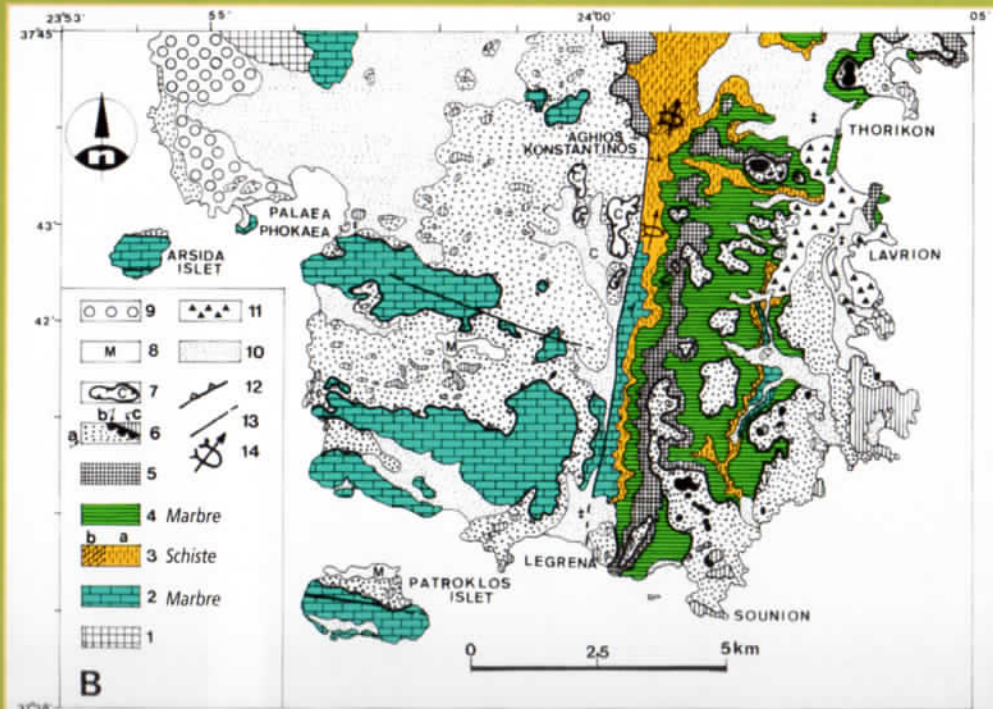 23°53' 55' 24°00' 05'
37°45'
AGHIOS
KONSTANTINOS
THORIKON
n
PALAEA
PHOKAEA
43'
C
C
C
LAVRION
ARSIDA
ISLET
42'
9 11
M 8 10
C 7 12
b c
a 6 13
14
5
4 Marbre
b a
3 Schiste
2 Marbre
1
M
LEGRENA
M
PATROKLOS
ISLET
SOUNION
0 2.5 5 km
B